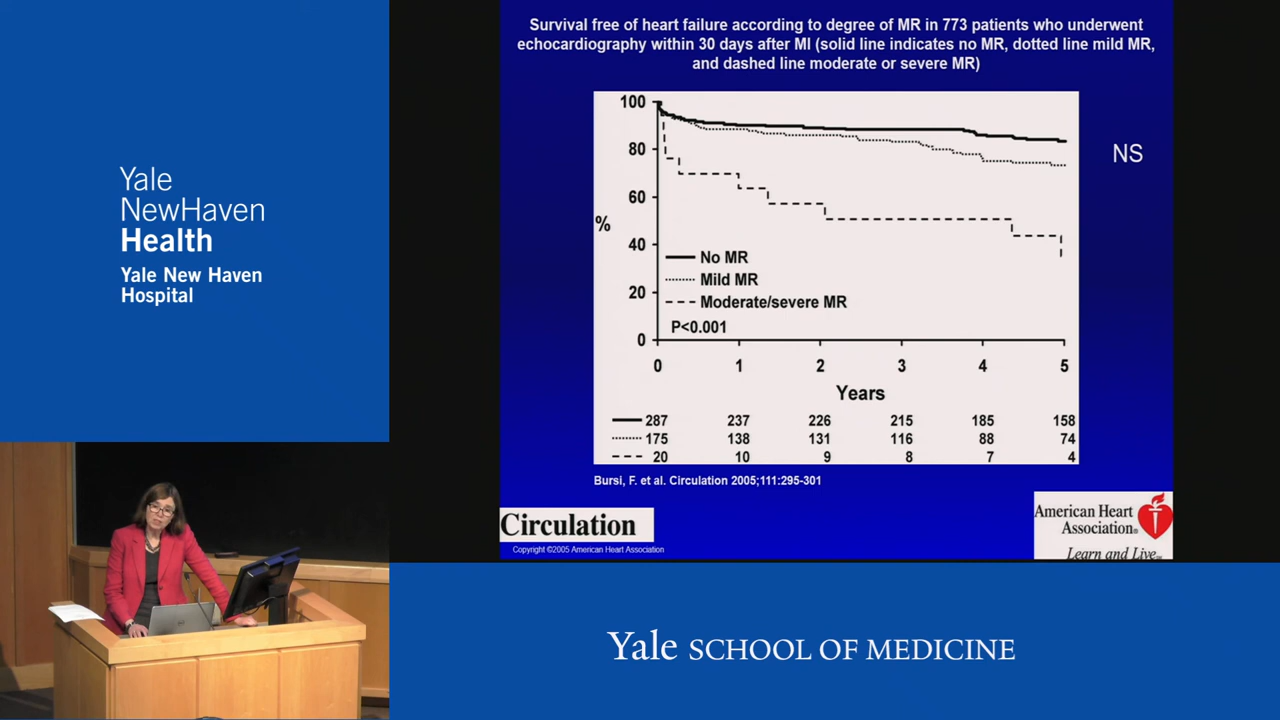 Yale
NewHaven
Health
Yale New Haven
Hospital
Survival free of heart failure according to degree of MR in 773 patients who underwent
echocardiography within 30 days after MI (solid line indicates no MR, dotted line mild MR,
and dashed line moderate or severe MR)
100
80
60
%
40
20
0
No MR
Mild MR
Moderate/severe MR
P<0.001
0 1 2 3 4 5
Years
287 237 226 215 185 158
175 138 131 116 88 74
20 10 9 8 7 4
NS
Bursi, F. et al. Circulation 2005;111:295-301
Circulation
Copyright ©2005 American Heart Association
American Heart
Association®
Learn and Live
Yale SCHOOL OF MEDICINE